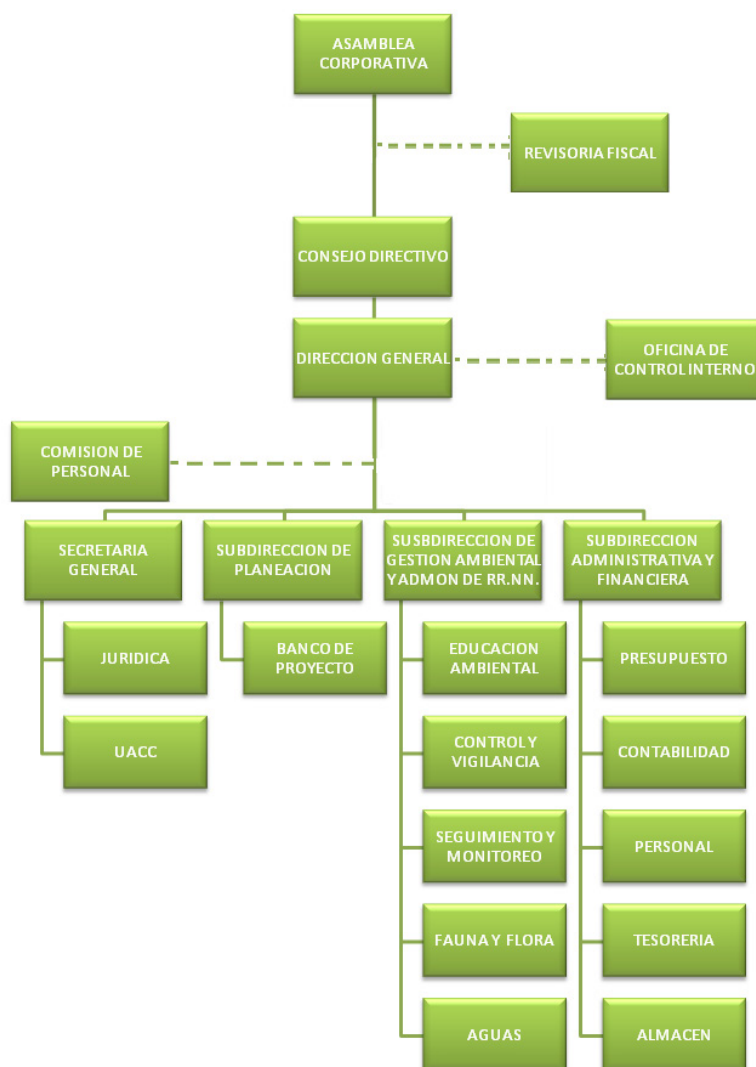 ASAMBLEA
CORPORATIVA
REVISORIA FISCAL
CONSEJO DIRECTIVO
DIRECCION GENERAL
OFICINA DE
CONTROL INTERNO
COMISION DE
PERSONAL
SECRETARIA
GENERAL
SUBDIRECCION DE
PLANEACION
SUSBDIRECCION DE
GESTION AMBIENTAL
Y ADMON DE RR.NN.
SUBDIRECCION
ADMINISTRATIVA Y
FINANCIERA
JURIDICA
UACC
BANCO DE
PROYECTO
EDUCACION
AMBIENTAL
CONTROL Y
VIGILANCIA
SEGUIMIENTO Y
MONITOREO
FAUNA Y FLORA
AGUAS
PRESUPUESTO
CONTABILIDAD
PERSONAL
TESORERIA
ALMACEN